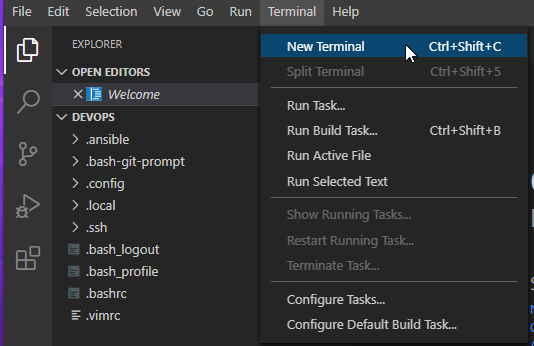 File Edit Selection View Go Run Terminal Help
EXPLORER
OPEN EDITORS
Welcome
DEVOPS
.ansible
.bash-git-prompt
.config
.local
.ssh
.bash_logout
.bash_profile
.bashrc
.vimrc
New Terminal Ctrl+Shift+C
Split Terminal Ctrl+Shift+5
Run Task...
Run Build Task... Ctrl+Shift+B
Run Active File
Run Selected Text
Show Running Tasks...
Restart Running Task...
Terminate Task...
Configure Tasks...
Configure Default Build Task...